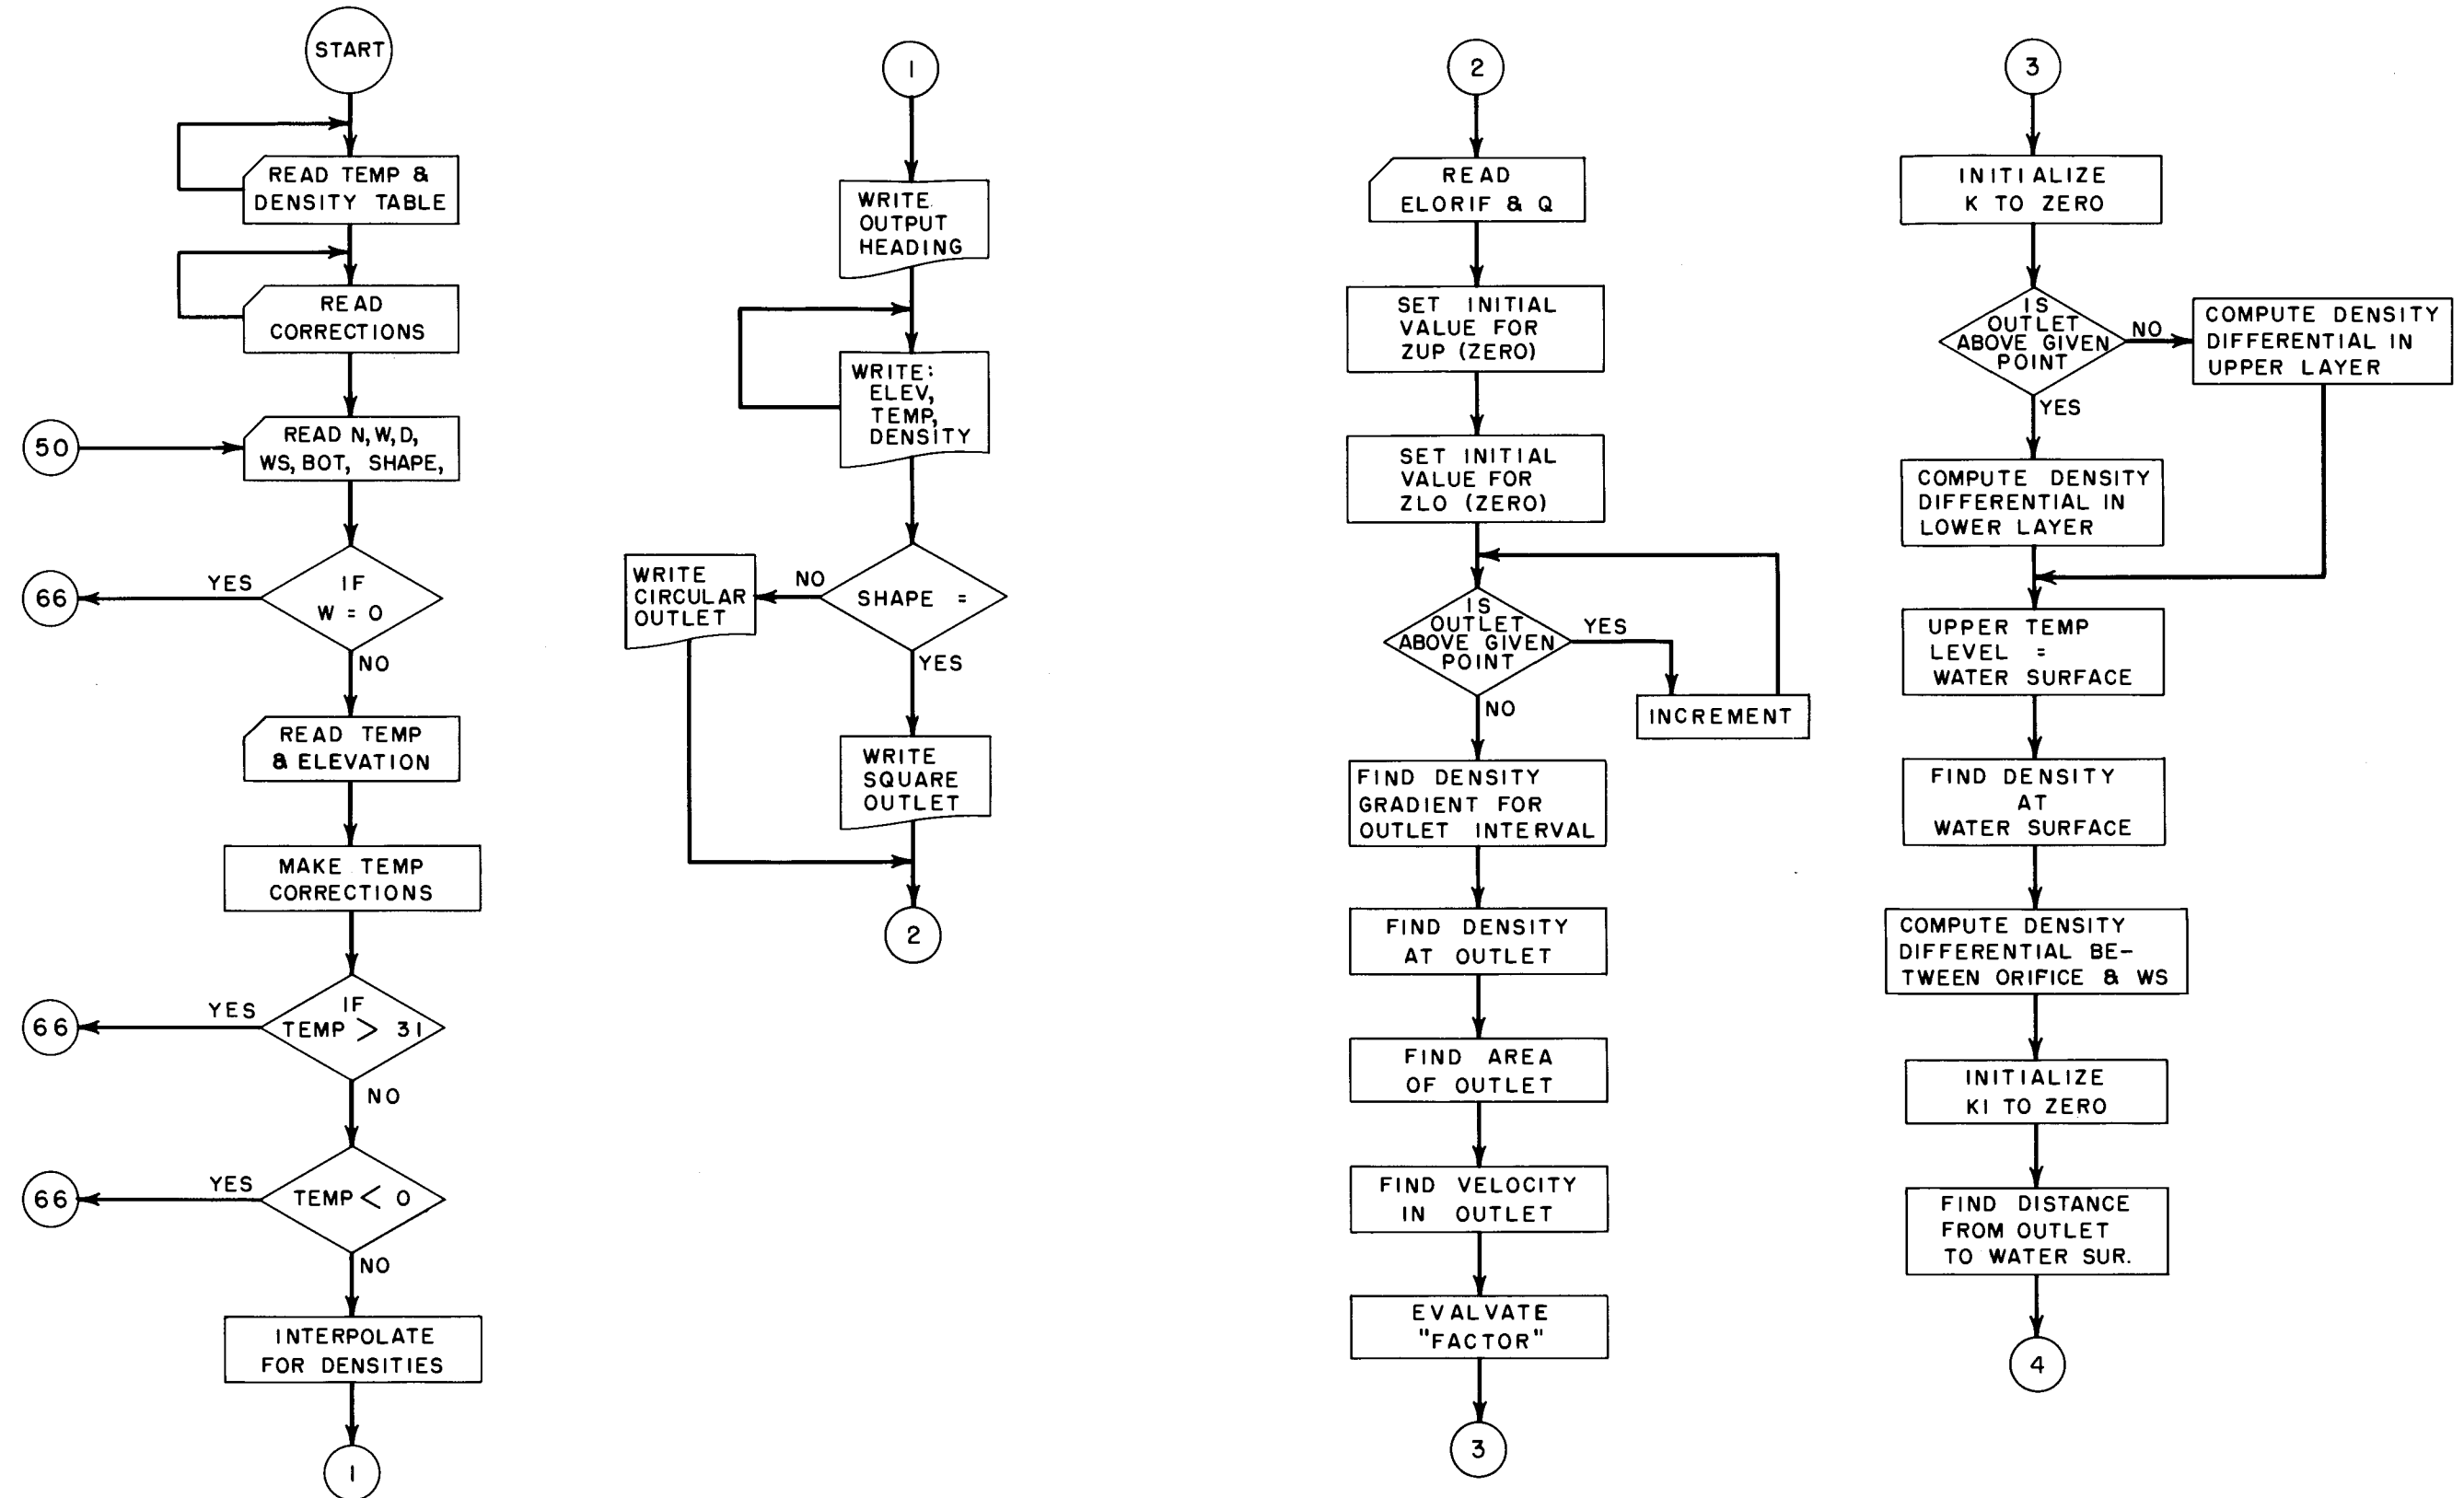 START
READ TEMP &
DENSITY TABLE
READ
CORRECTIONS
50
READ N, W, D,
WS, BOT, SHAPE,
66
YES
IF
W = 0
NO
READ TEMP
& ELEVATION
MAKE TEMP
CORRECTIONS
66
YES
IF
TEMP > 31
NO
66
YES
TEMP < 0
NO
INTERPOLATE
FOR DENSITIES
1
1
WRITE
OUTPUT
HEADING
WRITE:
ELEV,
TEMP,
DENSITY
WRITE
CIRCULAR
OUTLET
NO
SHAPE =
YES
WRITE
SQUARE
OUTLET
2
2
READ
ELORIF & Q
SET INITIAL
VALUE FOR
ZUP (ZERO)
SET INITIAL
VALUE FOR
ZLO (ZERO)
IS
OUTLET
ABOVE GIVEN
POINT
YES
INCREMENT
NO
FIND DENSITY
GRADIENT FOR
OUTLET INTERVAL
FIND DENSITY
AT OUTLET
FIND AREA
OF OUTLET
FIND VELOCITY
IN OUTLET
EVALVATE
"FACTOR"
3
3
INITIALIZE
K TO ZERO
IS
OUTLET
ABOVE GIVEN
POINT
NO
COMPUTE DENSITY
DIFFERENTIAL IN
UPPER LAYER
YES
COMPUTE DENSITY
DIFFERENTIAL IN
LOWER LAYER
UPPER TEMP
LEVEL =
WATER SURFACE
FIND DENSITY
AT
WATER SURFACE
COMPUTE DENSITY
DIFFERENTIAL BE-
TWEEN ORIFICE & WS
INITIALIZE
K1 TO ZERO
FIND DISTANCE
FROM OUTLET
TO WATER SUR.
4